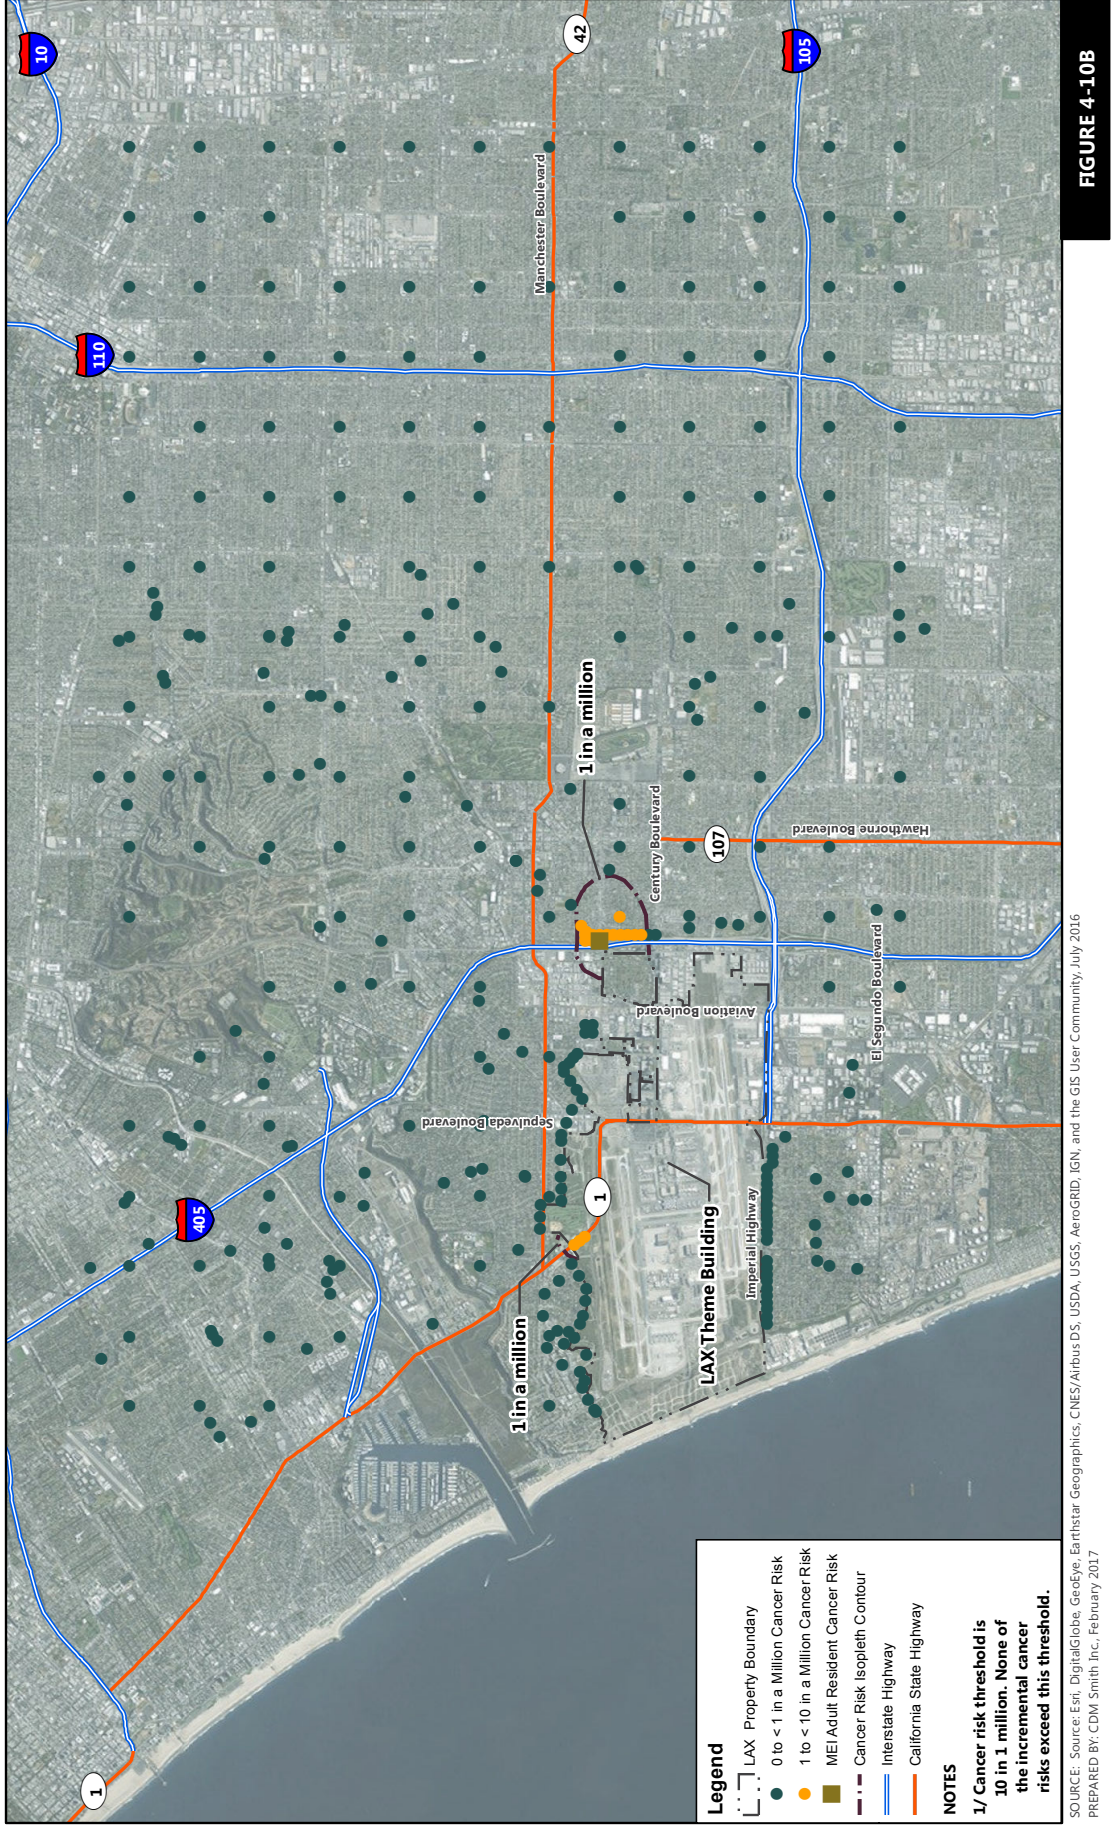 10
110
405
105
42
107
1
1
Manchester Boulevard
1 in a million
Century Boulevard
Hawthorne Boulevard
Aviation Boulevard
El Segundo Boulevard
Sepulveda Boulevard
Imperial Highway
LAX Theme Building
1 in a million
Legend
LAX Property Boundary
0 to < 1 in a Million Cancer Risk
1 to < 10 in a Million Cancer Risk
MEI Adult Resident Cancer Risk
Cancer Risk Isopleth Contour
Interstate Highway
California State Highway
NOTES
1/ Cancer risk threshold is
10 in 1 million. None of
the incremental cancer
risks exceed this threshold.
SOURCE: Source: Esri, DigitalGlobe, GeoEye, Earthstar Geographics, CNES/Airbus DS, USDA, USGS, AeroGRID, IGN, and the GIS User Community, July 2016
PREPARED BY: CDM Smith Inc., February 2017
FIGURE 4-10B